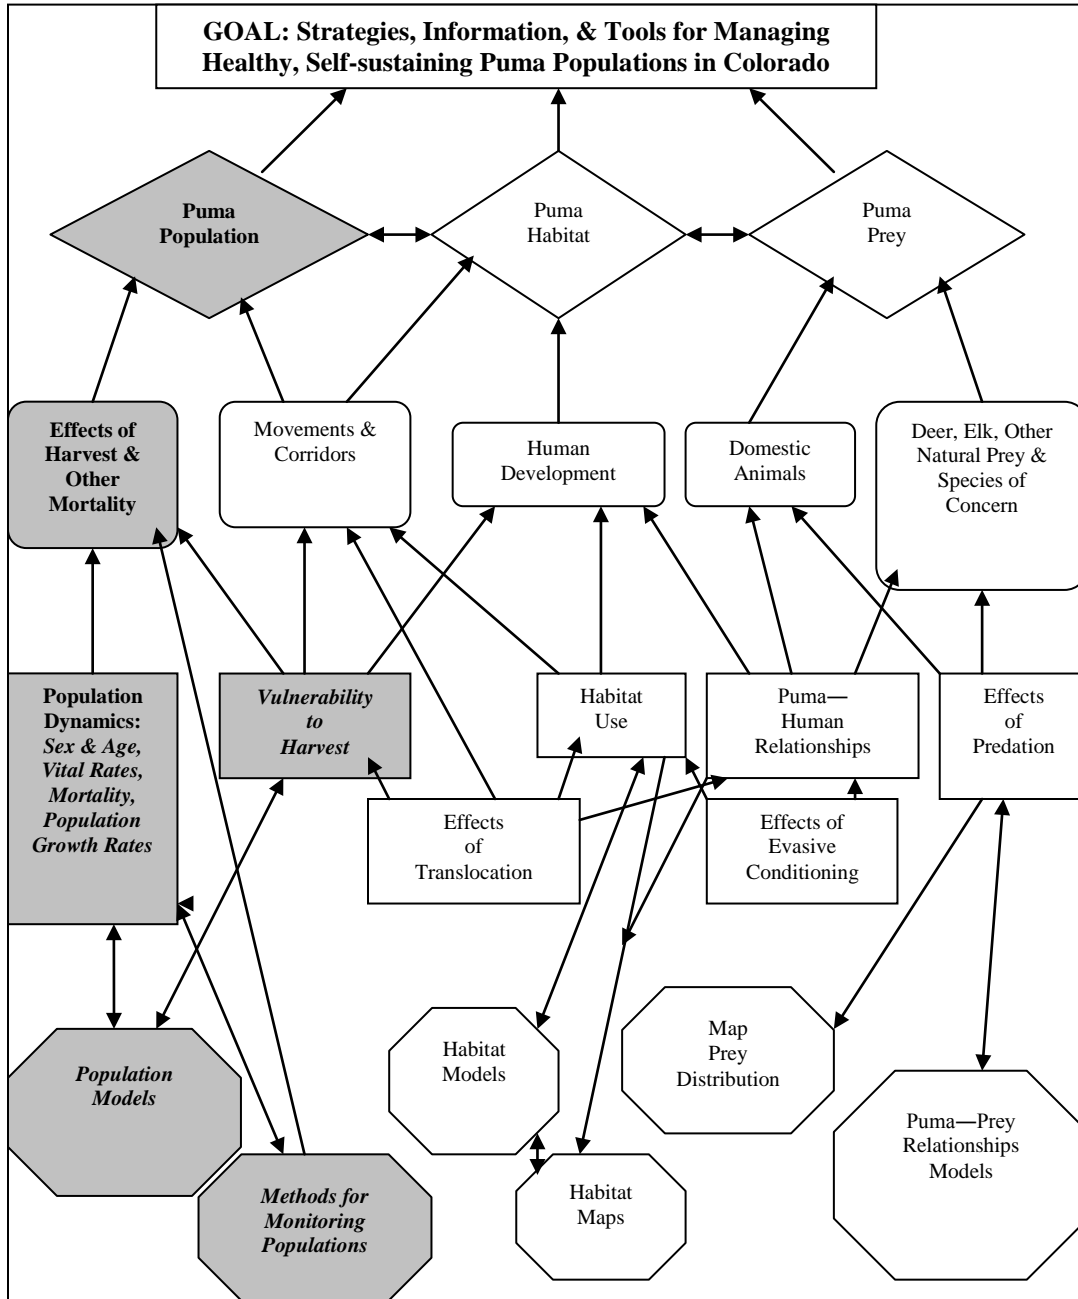 GOAL: Strategies, Information, & Tools for Managing
Healthy, Self-sustaining Puma Populations in Colorado
Puma
Population
Puma
Habitat
Puma
Prey
Effects of
Harvest &
Other
Mortality
Movements &
Corridors
Human
Development
Domestic
Animals
Deer, Elk, Other
Natural Prey &
Species of
Concern
Population
Dynamics:
Sex & Age,
Vital Rates,
Mortality,
Population
Growth Rates
Vulnerability
to
Harvest
Habitat
Use
Puma—
Human
Relationships
Effects
of
Predation
Effects
of
Translocation
Effects of
Evasive
Conditioning
Population
Models
Habitat
Models
Map
Prey
Distribution
Puma—Prey
Relationships
Models
Methods for
Monitoring
Populations
Habitat
Maps